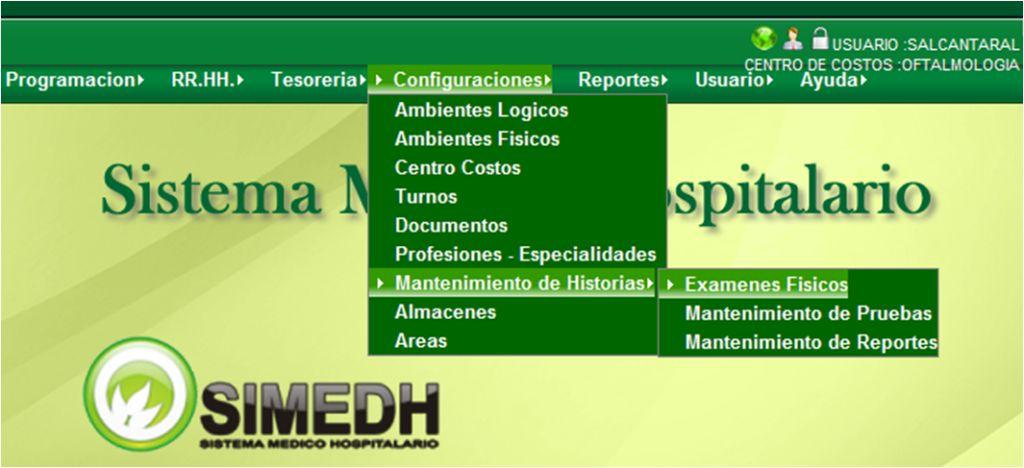 USUARIO :SALCANTARAL
CENTRO DE COSTOS :OFTALMOLOGIA
Programacion RR.HH. Tesoreria Configuraciones Reportes Usuario Ayuda
Ambientes Logicos
Ambientes Fisicos
Centro Costos
Turnos
Documentos
Profesiones - Especialidades
Mantenimiento de Historias
Almacenes
Areas
Examenes Fisicos
Mantenimiento de Pruebas
Mantenimiento de Reportes
Sistema
SIMEDH
SISTEMA MEDICO HOSPITALARIO